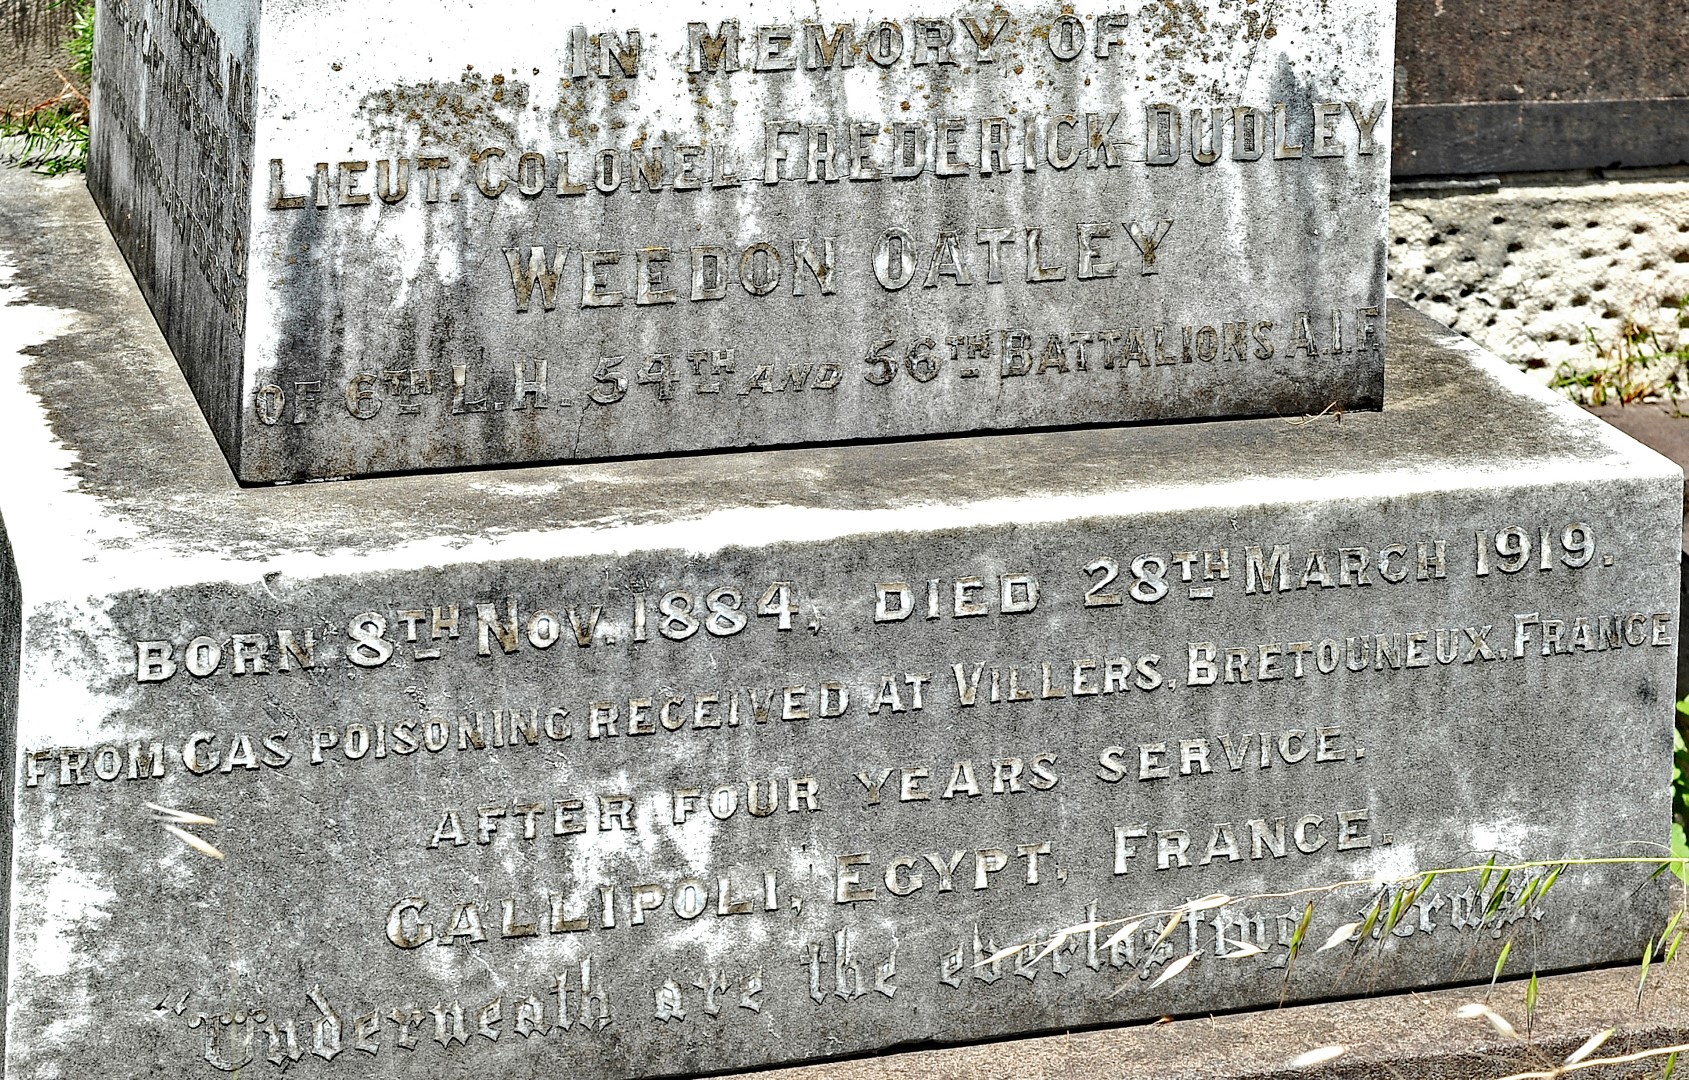 IN MEMORY OF
LIEUT. COLONEL FREDERICK DUDLEY
WEEDON OATLEY
OF 6TH L.H. 54TH AND 56TH BATTALIONS A.I.F.
BORN 8TH NOV. 1884, DIED 28TH MARCH 1919.
FROM GAS POISONING RECEIVED AT VILLERS, BRETOUNEUX, FRANCE
AFTER FOUR YEARS SERVICE.
GALLIPOLI, EGYPT, FRANCE.
"Underneath are the everlasting Arms"